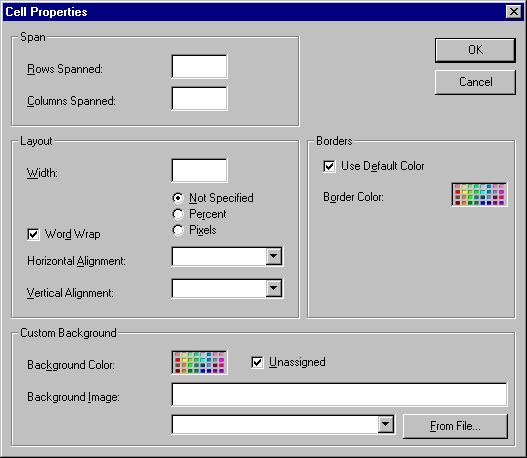 Cell Properties
Span
Rows Spanned:
Columns Spanned:
OK
Cancel
Layout
Width:
Not Specified
Percent
Pixels
Word Wrap
Horizontal Alignment:
Vertical Alignment:
Borders
Use Default Color
Border Color:
Custom Background
Background Color:
Unassigned
Background Image:
From File...